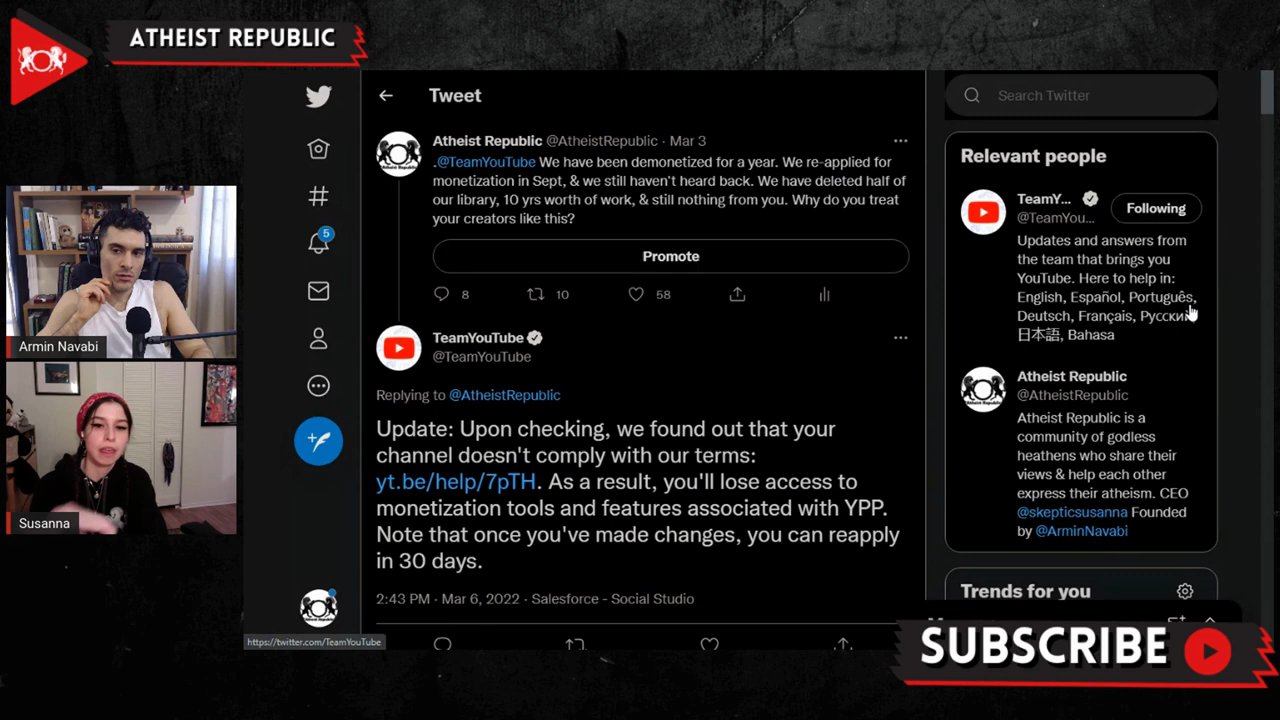 ATHEIST REPUBLIC
Armin Navabi
Susanna
5
Tweet
Atheist Republic @AtheistRepublic · Mar 3
.@TeamYouTube We have been demonetized for a year. We re-applied for
monetization in Sept, & we still haven't heard back. We have deleted half of
our library, 10 yrs worth of work, & still nothing from you. Why do you treat
your creators like this?
Promote
8 10 58
TeamYouTube
@TeamYouTube
Replying to @AtheistRepublic
Update: Upon checking, we found out that your
channel doesn't comply with our terms:
yt.be/help/7pTH. As a result, you'll lose access to
monetization tools and features associated with YPP.
Note that once you've made changes, you can reapply
in 30 days.
2:43 PM · Mar 6, 2022 · Salesforce - Social Studio
https://twitter.com/TeamYouTube
Search Twitter
Relevant people
TeamY...
@TeamYou...
Following
Updates and answers from
the team that brings you
YouTube. Here to help in:
English, Español, Português,
Deutsch, Français, Русский
日本語, Bahasa
Atheist Republic
@AtheistRepublic
Atheist Republic is a
community of godless
heathens who share their
views & help each other
express their atheism. CEO
@skepticsusanna Founded
by @ArminNavabi
Trends for you
SUBSCRIBE